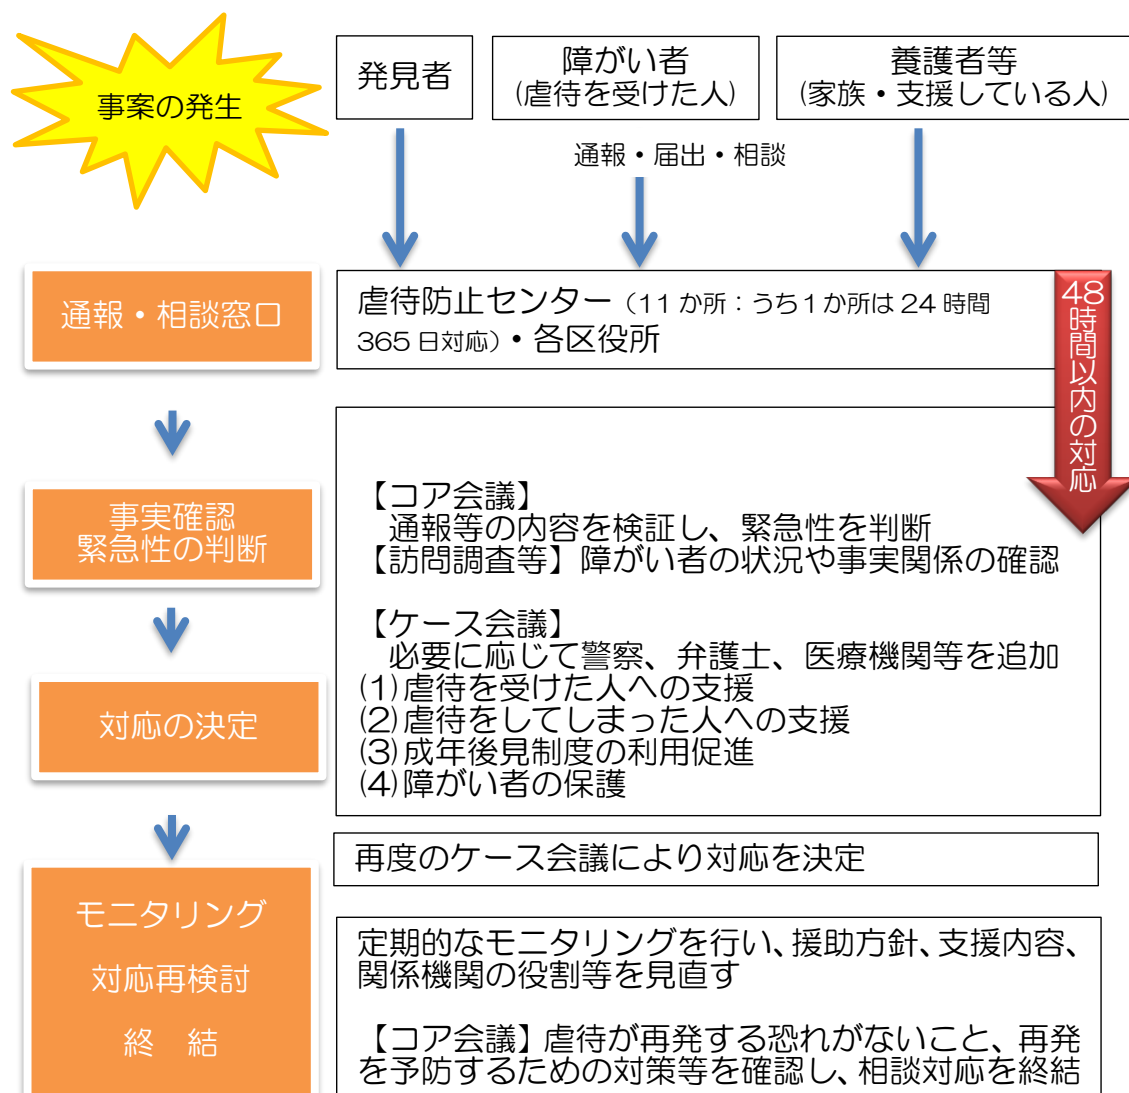 事案の発生
発見者
障がい者
(虐待を受けた人)
養護者等
(家族・支援している人)
通報・届出・相談
通報・相談窓口
虐待防止センター（11か所：うち1か所は24時間
365日対応）・各区役所
48時間以内の対応
事実確認
緊急性の判断
【コア会議】
通報等の内容を検証し、緊急性を判断
【訪問調査等】障がい者の状況や事実関係の確認
【ケース会議】
必要に応じて警察、弁護士、医療機関等を追加
(1)虐待を受けた人への支援
(2)虐待をしてしまった人への支援
(3)成年後見制度の利用促進
(4)障がい者の保護
対応の決定
再度のケース会議により対応を決定
モニタリング
対応再検討
終　結
定期的なモニタリングを行い、援助方針、支援内容、
関係機関の役割等を見直す
【コア会議】虐待が再発する恐れがないこと、再発
を予防するための対策等を確認し、相談対応を終結